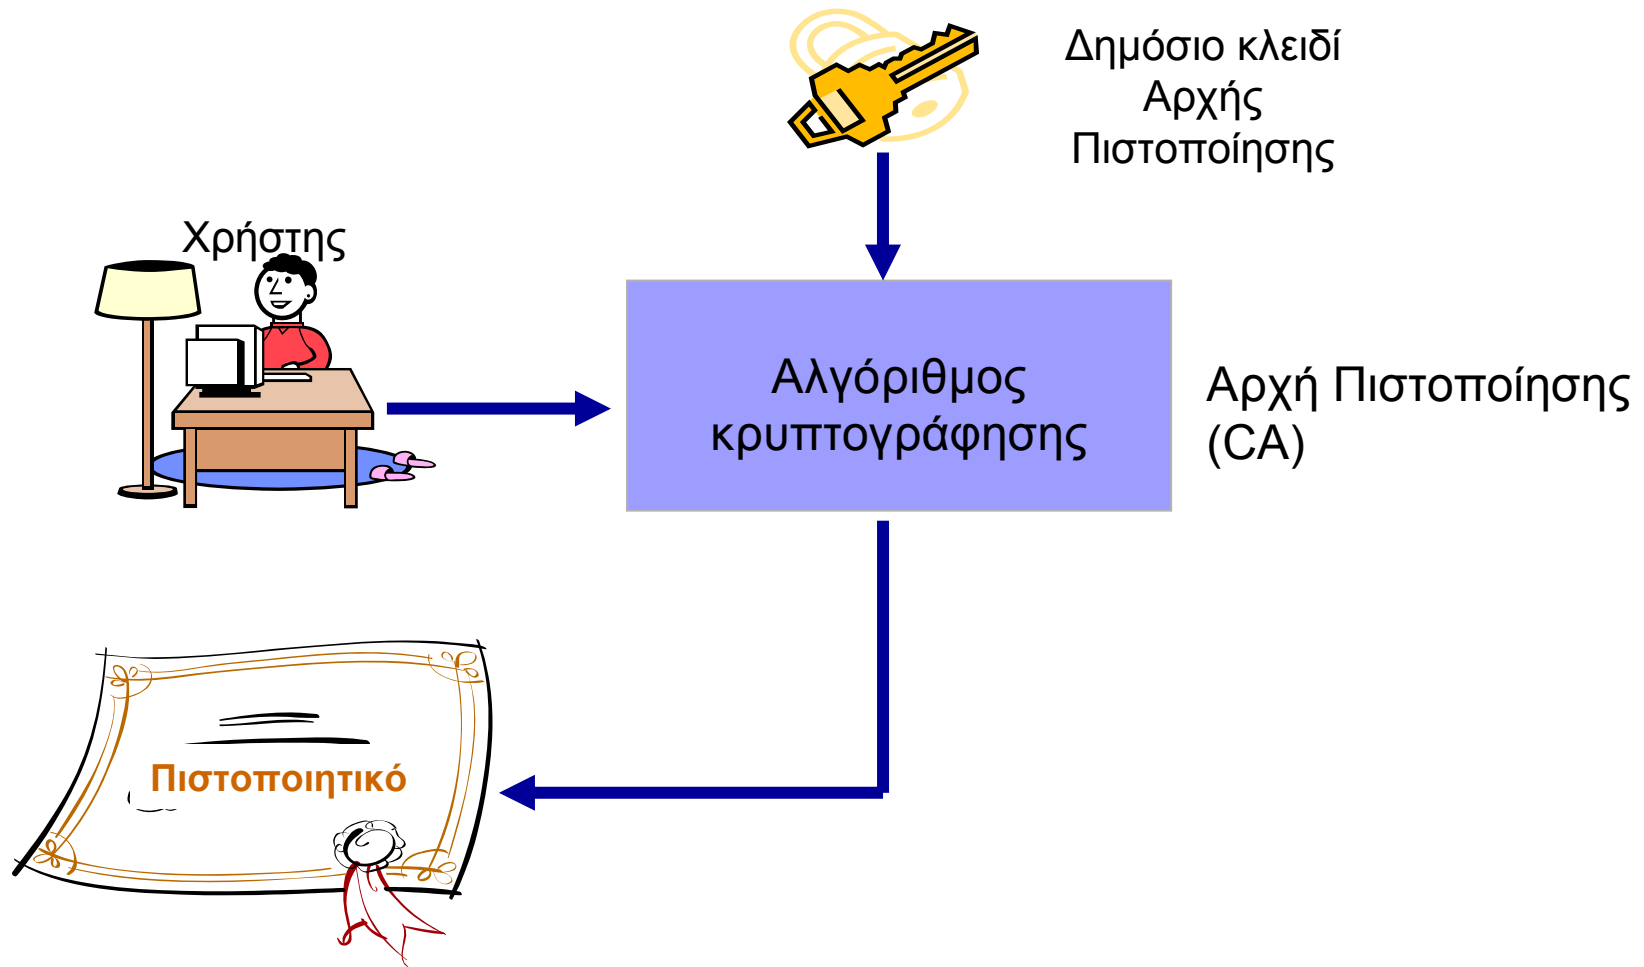 Δημόσιο κλειδί
Αρχής
Πιστοποίησης
Χρήστης
Αλγόριθμος
κρυπτογράφησης
Αρχή Πιστοποίησης
(CA)
Πιστοποιητικό